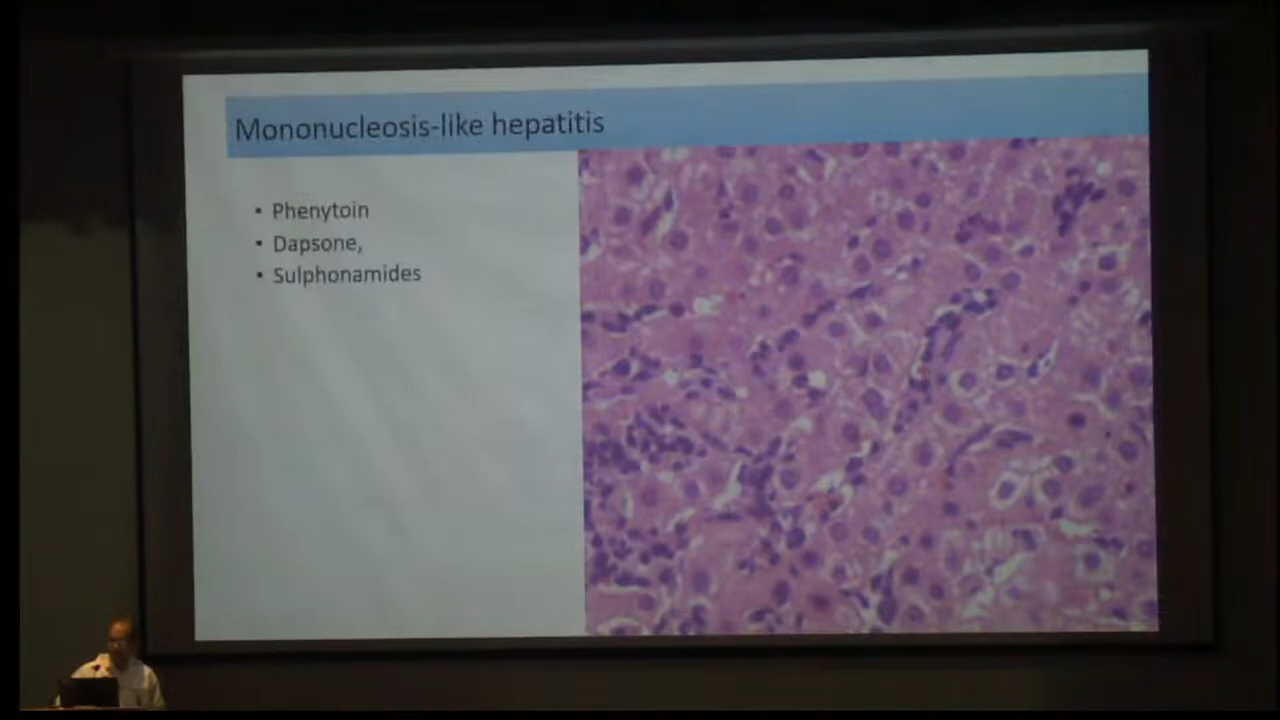 Mononucleosis-like hepatitis
▪ Phenytoin
▪ Dapsone,
▪ Sulphonamides